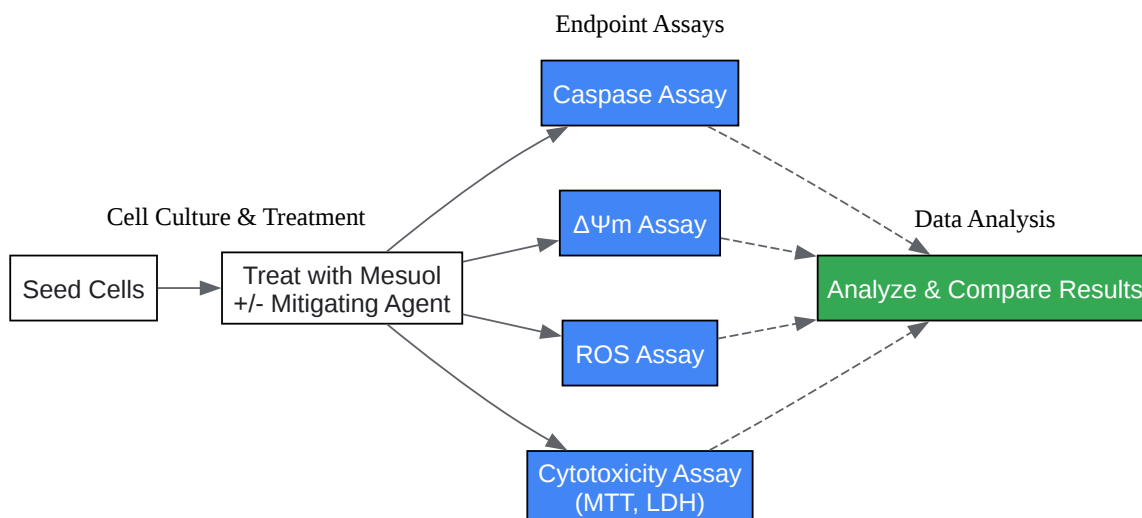 Endpoint Assays
Caspase Assay
Cell Culture & Treatment
ΔΨm Assay
Data Analysis
Seed Cells
Treat with Mesuol
+/- Mitigating Agent
Analyze & Compare Results
ROS Assay
Cytotoxicity Assay
(MTT, LDH)